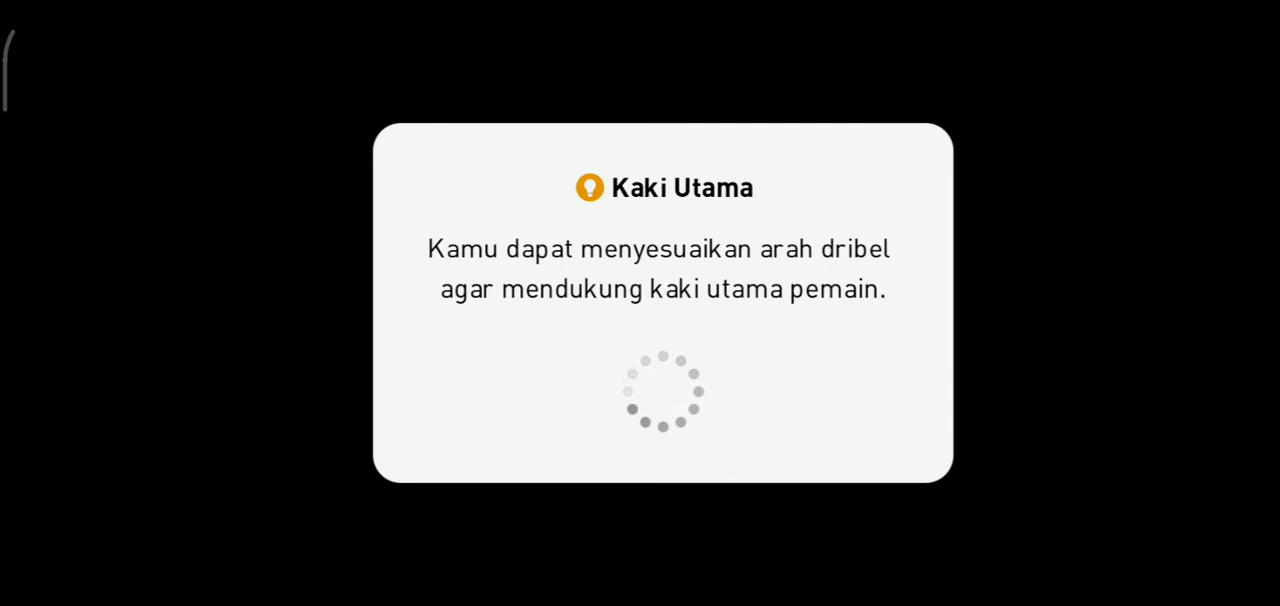 Kaki Utama
Kamu dapat menyesuaikan arah dribel
agar mendukung kaki utama pemain.